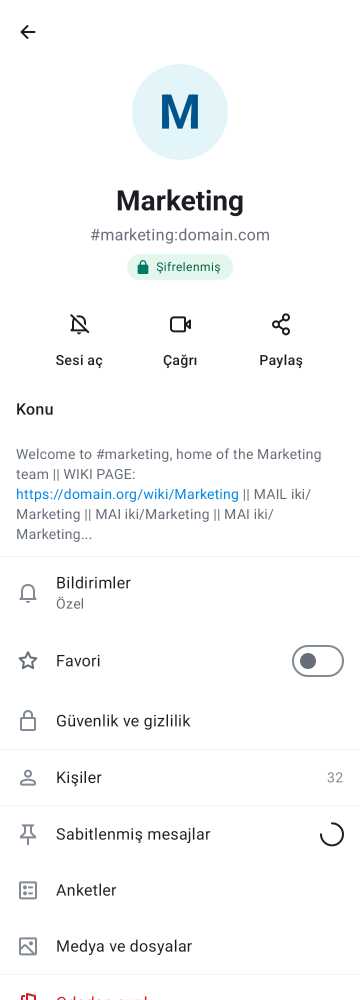 M
Marketing
#marketing:domain.com
Şifrelenmiş
Sesi aç
Çağrı
Paylaş
Konu
Welcome to #marketing, home of the Marketing
team || WIKI PAGE:
https://domain.org/wiki/Marketing || MAIL iki/
Marketing || MAI iki/Marketing || MAI iki/
Marketing...
Bildirimler
Özel
Favori
Güvenlik ve gizlilik
Kişiler 32
Sabitlenmiş mesajlar
Anketler
Medya ve dosyalar